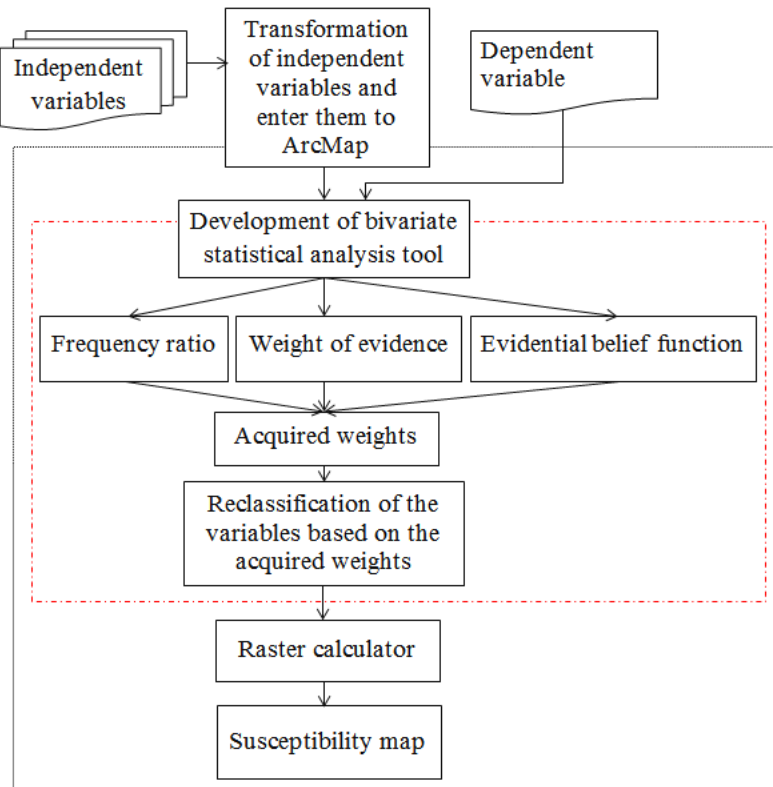 Independent
variables
Transformation
of independent
variables and
enter them to
ArcMap
Dependent
variable
Development of bivariate
statistical analysis tool
Frequency ratio
Weight of evidence
Evidential belief function
Acquired weights
Reclassification of the
variables based on the
acquired weights
Raster calculator
Susceptibility map